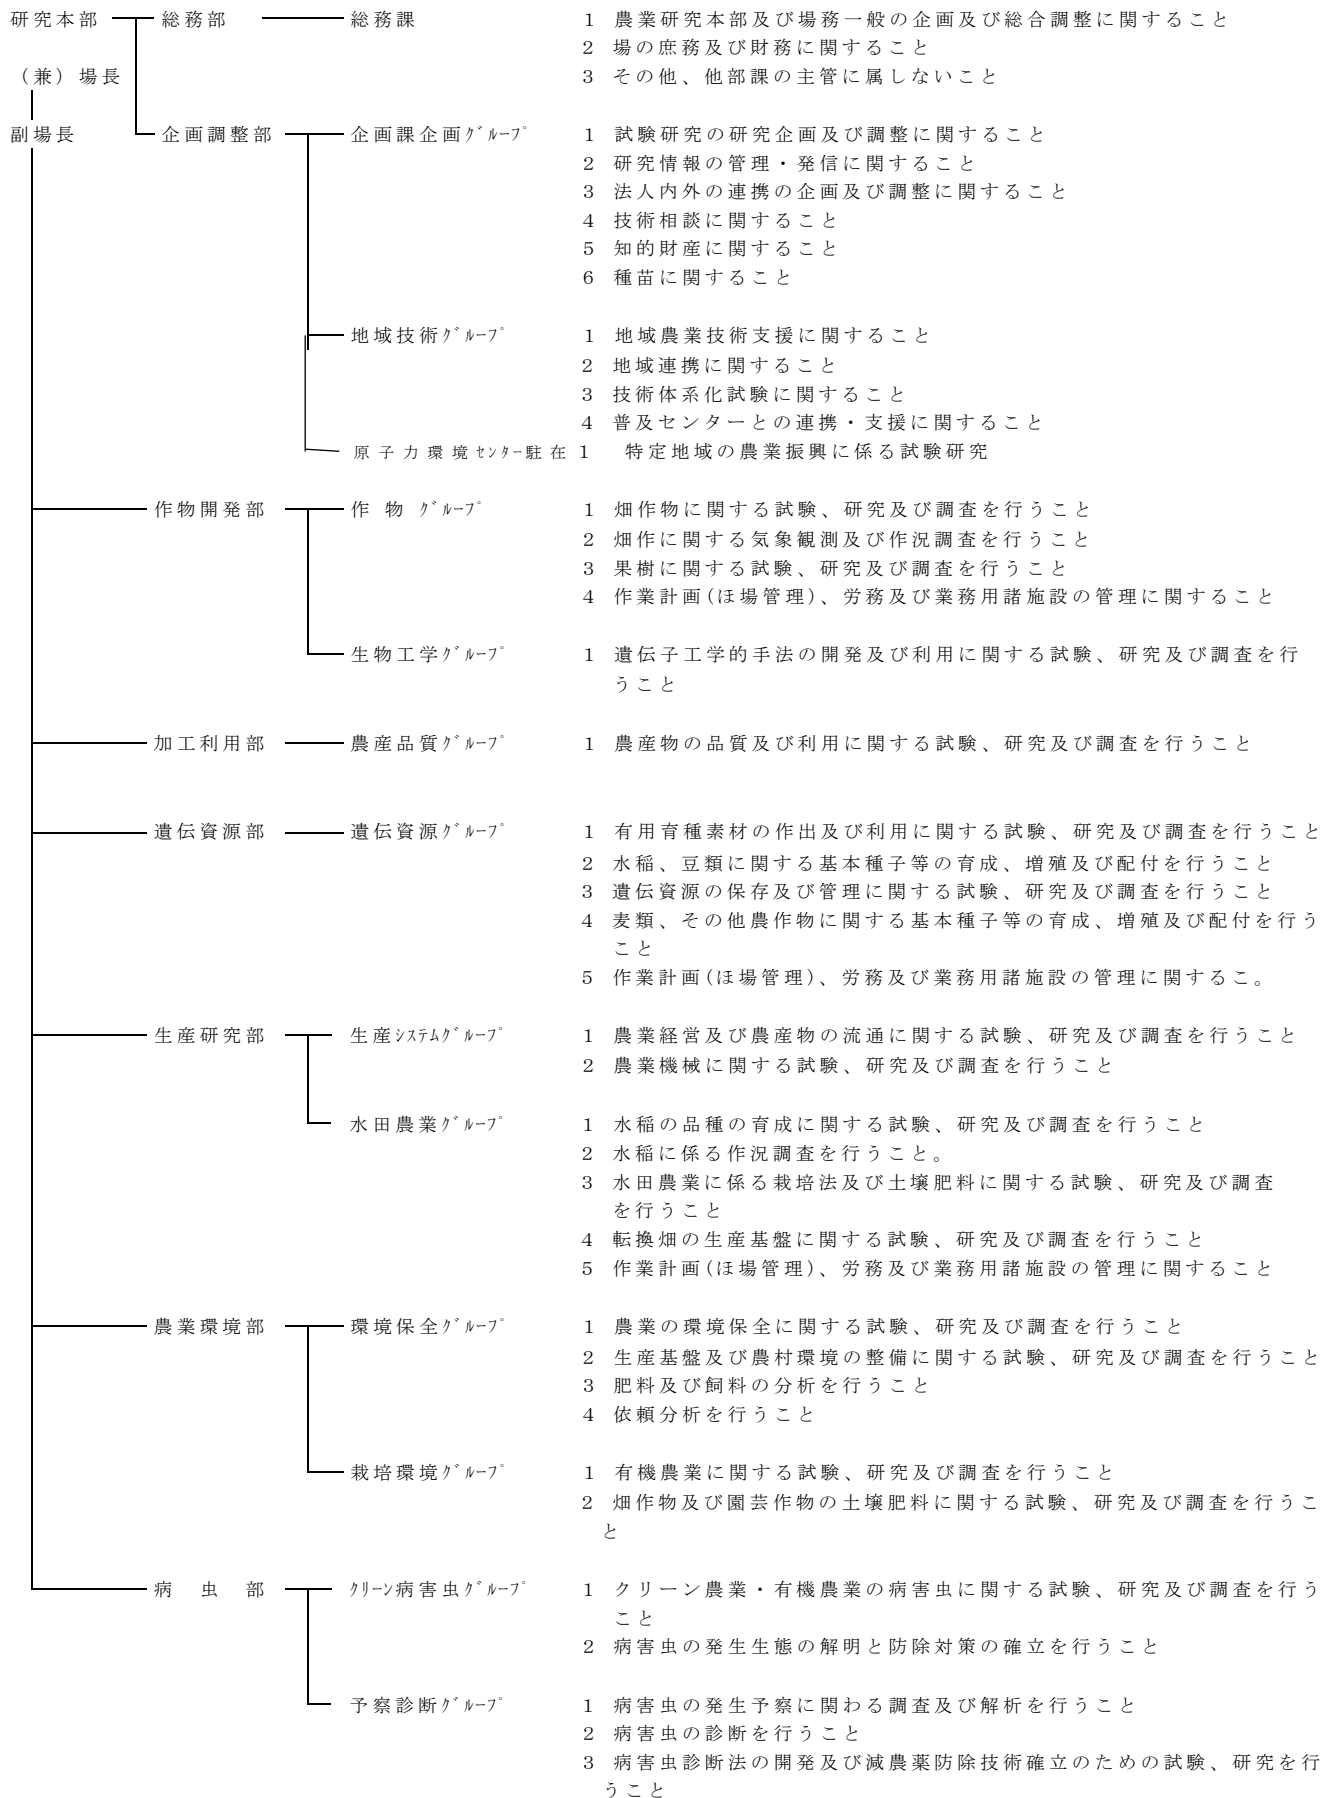 研究本部 総務部 総務課 1 農業研究本部及び場務一般の企画及び総合調整に関すること
2 場の庶務及び財務に関すること
（兼）場長 3 その他、他部課の主管に属しないこと
副場長 企画調整部 企画課企画ｸﾞﾙｰﾌﾟ 1 試験研究の研究企画及び調整に関すること
2 研究情報の管理・発信に関すること
3 法人内外の連携の企画及び調整に関すること
4 技術相談に関すること
5 知的財産に関すること
6 種苗に関すること
地域技術ｸﾞﾙｰﾌﾟ 1 地域農業技術支援に関すること
2 地域連携に関すること
3 技術体系化試験に関すること
4 普及センターとの連携・支援に関すること
原子力環境ｾﾝﾀｰ駐在 1 特定地域の農業振興に係る試験研究
作物開発部 作物 ｸﾞﾙｰﾌﾟ 1 畑作物に関する試験、研究及び調査を行うこと
2 畑作に関する気象観測及び作況調査を行うこと
3 果樹に関する試験、研究及び調査を行うこと
4 作業計画(ほ場管理)、労務及び業務用諸施設の管理に関すること
生物工学ｸﾞﾙｰﾌﾟ 1 遺伝子工学的手法の開発及び利用に関する試験、研究及び調査を行
うこと
加工利用部 農産品質ｸﾞﾙｰﾌﾟ 1 農産物の品質及び利用に関する試験、研究及び調査を行うこと
遺伝資源部 遺伝資源ｸﾞﾙｰﾌﾟ 1 有用育種素材の作出及び利用に関する試験、研究及び調査を行うこと
2 水稲、豆類に関する基本種子等の育成、増殖及び配付を行うこと
3 遺伝資源の保存及び管理に関する試験、研究及び調査を行うこと
4 麦類、その他農作物に関する基本種子等の育成、増殖及び配付を行う
こと
5 作業計画(ほ場管理)、労務及び業務用諸施設の管理に関するこ。
生産研究部 生産ｼｽﾃﾑｸﾞﾙｰﾌﾟ 1 農業経営及び農産物の流通に関する試験、研究及び調査を行うこと
2 農業機械に関する試験、研究及び調査を行うこと
水田農業ｸﾞﾙｰﾌﾟ 1 水稲の品種の育成に関する試験、研究及び調査を行うこと
2 水稲に係る作況調査を行うこと。
3 水田農業に係る栽培法及び土壌肥料に関する試験、研究及び調査
を行うこと
4 転換畑の生産基盤に関する試験、研究及び調査を行うこと
5 作業計画(ほ場管理)、労務及び業務用諸施設の管理に関すること
農業環境部 環境保全ｸﾞﾙｰﾌﾟ 1 農業の環境保全に関する試験、研究及び調査を行うこと
2 生産基盤及び農村環境の整備に関する試験、研究及び調査を行うこと
3 肥料及び飼料の分析を行うこと
4 依頼分析を行うこと
栽培環境ｸﾞﾙｰﾌﾟ 1 有機農業に関する試験、研究及び調査を行うこと
2 畑作物及び園芸作物の土壌肥料に関する試験、研究及び調査を行うこ
と
病 虫 部 ｸﾘｰﾝ病害虫ｸﾞﾙｰﾌﾟ 1 クリーン農業・有機農業の病害虫に関する試験、研究及び調査を行う
こと
2 病害虫の発生生態の解明と防除対策の確立を行うこと
予察診断ｸﾞﾙｰﾌﾟ 1 病害虫の発生予察に関わる調査及び解析を行うこと
2 病害虫の診断を行うこと
3 病害虫診断法の開発及び減農薬防除技術確立のための試験、研究を行
うこと